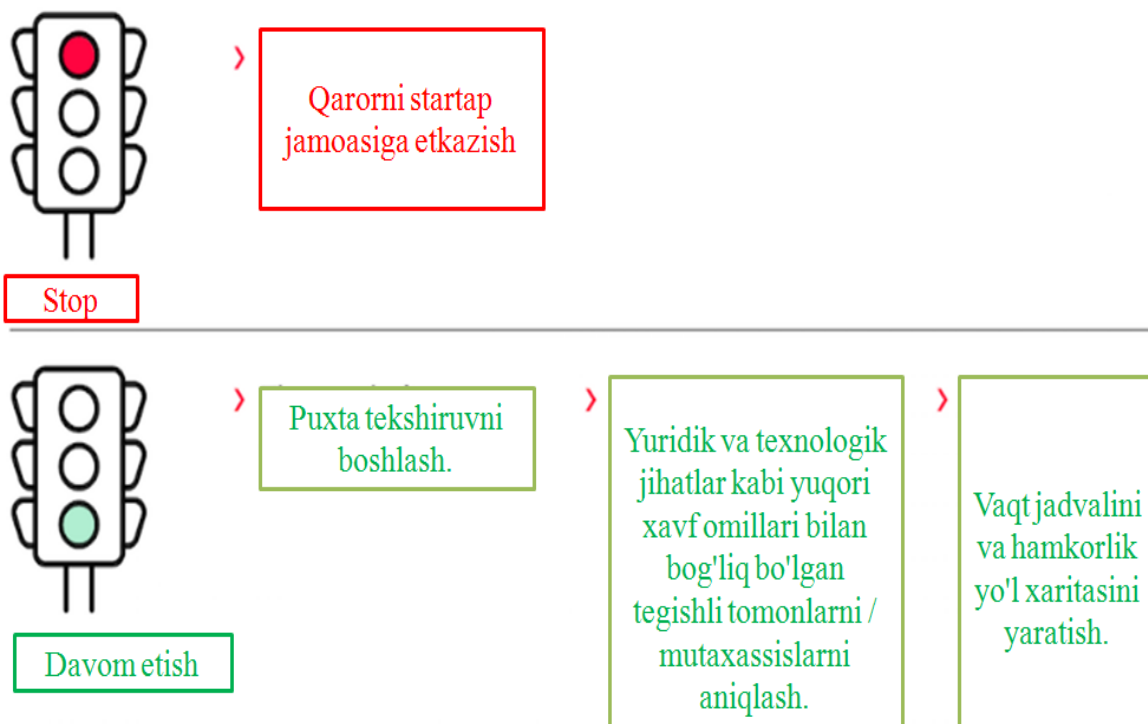 Qarorni startap
jamoasiga etkazish
Stop
Puxta tekshiruvni
boshlash.
Yuridik va texnologik
jihatlar kabi yuqori
xavf omillari bilan
bog'liq bo'lgan
tegishli tomonlarni /
mutaxassislarni
aniqlash.
Vaqt jadvalini
va hamkorlik
yo'l xaritasini
yaratish.
Davom etish